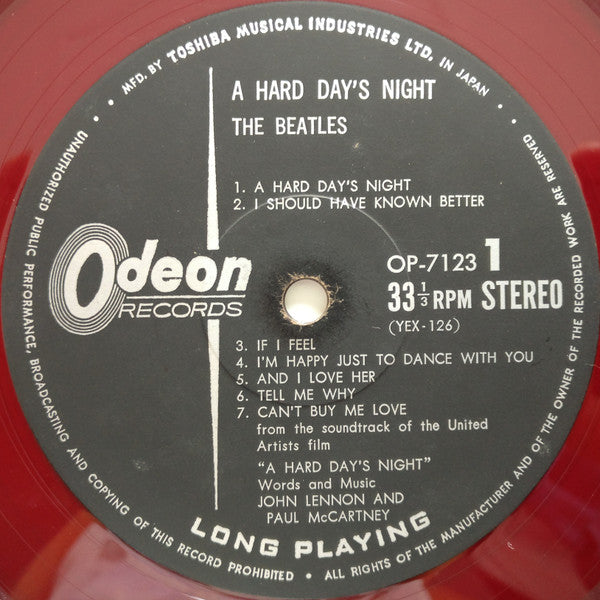 MFD. BY TOSHIBA MUSICAL INDUSTRIES LTD. IN JAPAN
A HARD DAY'S NIGHT
THE BEATLES
1. A HARD DAY'S NIGHT
2. I SHOULD HAVE KNOWN BETTER
Odeon
RECORDS
OP-7123 1
33⅓ RPM STEREO
(YEX-126)
3. IF I FEEL
4. I'M HAPPY JUST TO DANCE WITH YOU
5. AND I LOVE HER
6. TELL ME WHY
7. CAN'T BUY ME LOVE
from the soundtrack of the United
Artists film
"A HARD DAY'S NIGHT"
Words and Music
JOHN LENNON AND
PAUL McCARTNEY
LONG PLAYING
UNAUTHORIZED PUBLIC PERFORMANCE, BROADCASTING AND COPYING OF THIS RECORD PROHIBITED • ALL RIGHTS OF THE MANUFACTURER AND OF THE OWNER OF THE RECORDED WORK ARE RESERVED